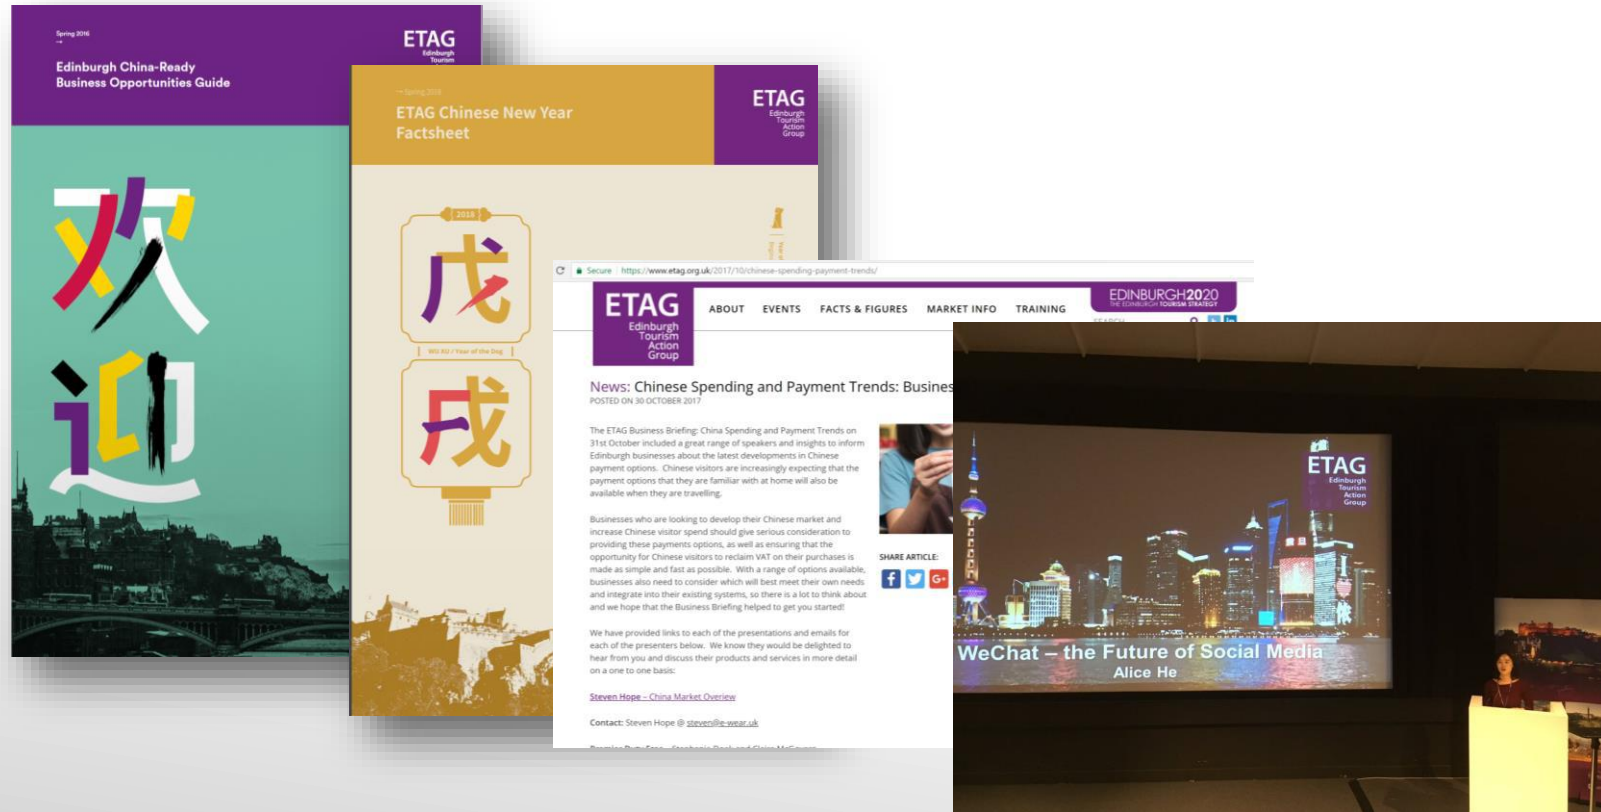 Spring 2016
→
Edinburgh China-Ready
Business Opportunities Guide
ETAG
Edinburgh
Tourism
欢
迎
→ Spring 2018
ETAG Chinese New Year
Factsheet
ETAG
Edinburgh
Tourism
Action
Group
2018
戊
WU XU / Year of the Dog
戌
Secure https://www.etag.org.uk/2017/10/chinese-spending-payment-trends/
ETAG
Edinburgh
Tourism
Action
Group
ABOUT EVENTS FACTS & FIGURES MARKET INFO TRAINING
EDINBURGH2020
THE EDINBURGH TOURISM STRATEGY
News: Chinese Spending and Payment Trends: Busines
POSTED ON 30 OCTOBER 2017
The ETAG Business Briefing: China Spending and Payment Trends on
31st October included a great range of speakers and insights to inform
Edinburgh businesses about the latest developments in Chinese
payment options. Chinese visitors are increasingly expecting that the
payment options that they are familiar with at home will also be
available when they are travelling.
Businesses who are looking to develop their Chinese market and
increase Chinese visitor spend should give serious consideration to
providing these payments options, as well as ensuring that the
opportunity for Chinese visitors to reclaim VAT on their purchases is
made as simple and fast as possible. With a range of options available,
businesses also need to consider which will best meet their own needs
and integrate into their existing systems, so there is a lot to think about
and we hope that the Business Briefing helped to get you started!
We have provided links to each of the presentations and emails for
each of the presenters below. We know they would be delighted to
hear from you and discuss their products and services in more detail
on a one to one basis:
Steven Hope – China Market Overiew
Contact: Steven Hope @ steven@e-wear.uk
SHARE ARTICLE:
f
G+
ETAG
Edinburgh
Tourism
Action
Group
WeChat – the Future of Social Media
Alice He